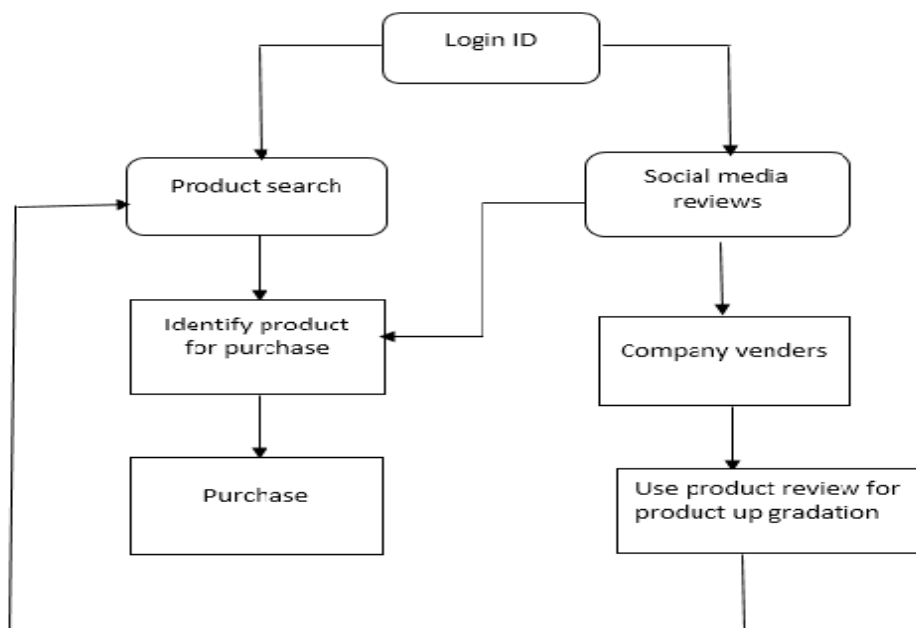 Login ID
Product search
Social media
reviews
Identify product
for purchase
Company venders
Purchase
Use product review for
product up gradation